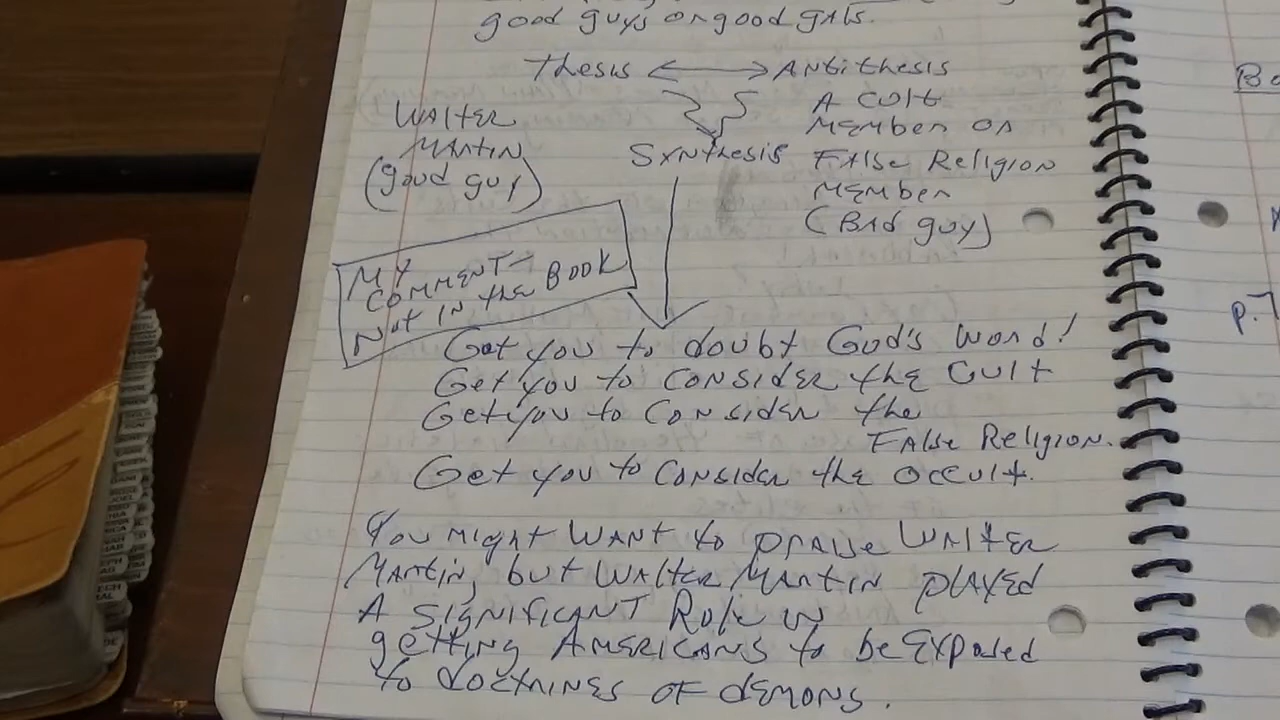 good guys or good gals.
Thesis <-> Antithesis
Walter Martin (good guy)
A cult member or False Religion member (Bad guy)
Synthesis
My comment - Not in the Book
Get you to doubt God's Word!
Get you to consider the Cult
Get you to consider the
False Religion.
Get you to consider the occult.
You might want to praise Walter
Martin, but Walter Martin played
a significant role in
getting Americans to be exposed
to doctrines of demons.
P.7